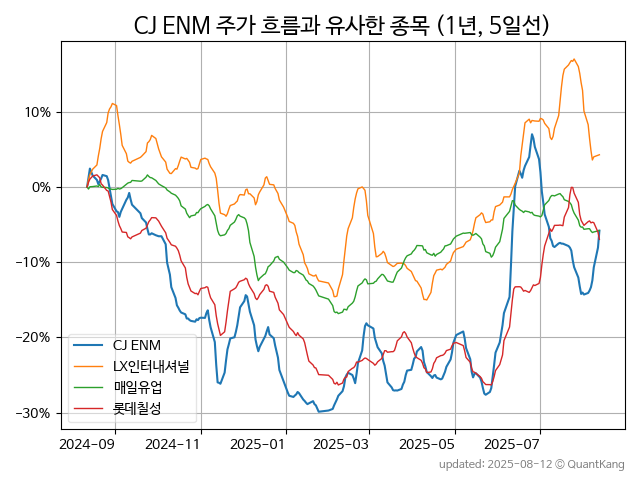 CJ ENM 주가 흐름과 유사한 종목 (1년, 5일선)
10%
0%
−10%
−20%
−30%
CJ ENM
LX인터내셔널
매일유업
롯데칠성
2024−09
2024−11
2025−01
2025−03
2025−05
2025−07
updated: 2025-08-12 © QuantKang